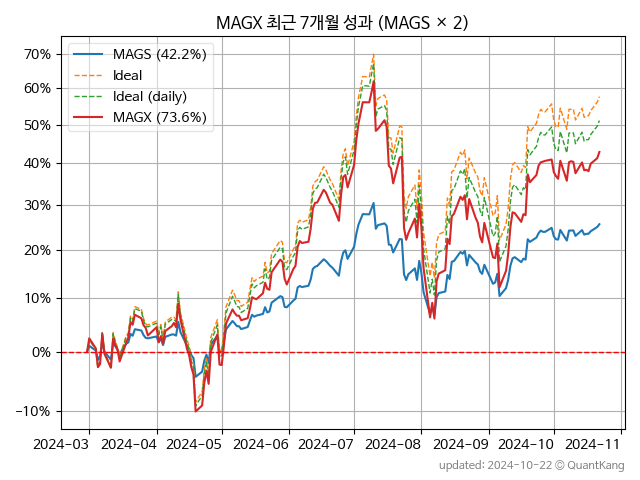 MAGX 최근 7개월 성과 (MAGS × 2)
MAGS (42.2%)
Ideal
Ideal (daily)
MAGX (73.6%)
70%
60%
50%
40%
30%
20%
10%
0%
−10%
2024-03 2024-04 2024-05 2024-06 2024-07 2024-08 2024-09 2024-10 2024-11
updated: 2024-10-22 © QuantKang